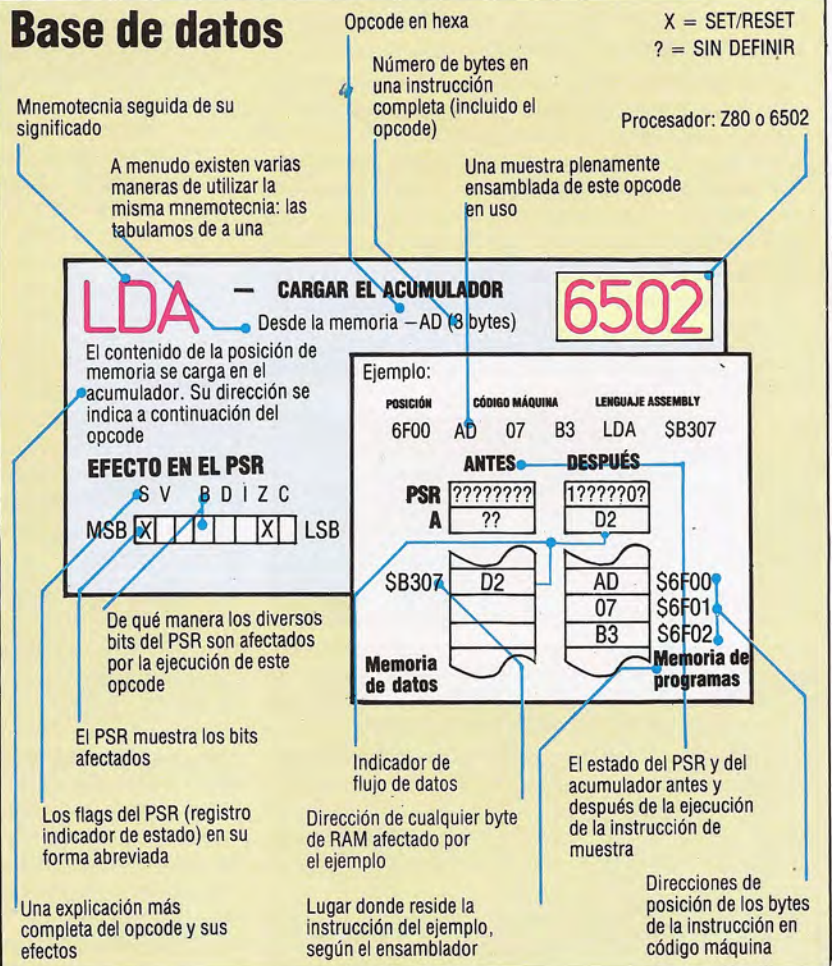 Base de datos
Opcode en hexa
X = SET/RESET
? = SIN DEFINIR
Número de bytes en
una instrucción
completa (incluido el
opcode)
Mnemotecnia seguida de su
significado
Procesador: Z80 o 6502
A menudo existen varias
maneras de utilizar la
misma mnemotecnia: las
tabulamos de a una
Una muestra plenamente
ensamblada de este opcode
en uso
LDA — CARGAR EL ACUMULADOR
6502
Desde la memoria —AD (3 bytes)
El contenido de la posición de
memoria se carga en el
acumulador. Su dirección se
indica a continuación del
opcode
EFECTO EN EL PSR
S V B D I Z C
MSB X X LSB
Ejemplo:
POSICIÓN CÓDIGO MÁQUINA LENGUAJE ASSEMBLY
6F00 AD 07 B3 LDA $B307
ANTES DESPUÉS
PSR ???????? 1?????0?
A ?? D2
$B307 D2 AD $6F00
07 $6F01
B3 $6F02
Memoria
de datos
Memoria de
programas
De qué manera los diversos
bits del PSR son afectados
por la ejecución de este
opcode
El PSR muestra los bits
afectados
Los flags del PSR (registro
indicador de estado) en su
forma abreviada
Una explicación más
completa del opcode y sus
efectos
Indicador de
flujo de datos
Dirección de cualquier byte
de RAM afectado por
el ejemplo
Lugar donde reside la
instrucción del ejemplo,
según el ensamblador
El estado del PSR y del
acumulador antes y
después de la ejecución
de la instrucción de
muestra
Direcciones de
posición de los bytes
de la instrucción en
código máquina